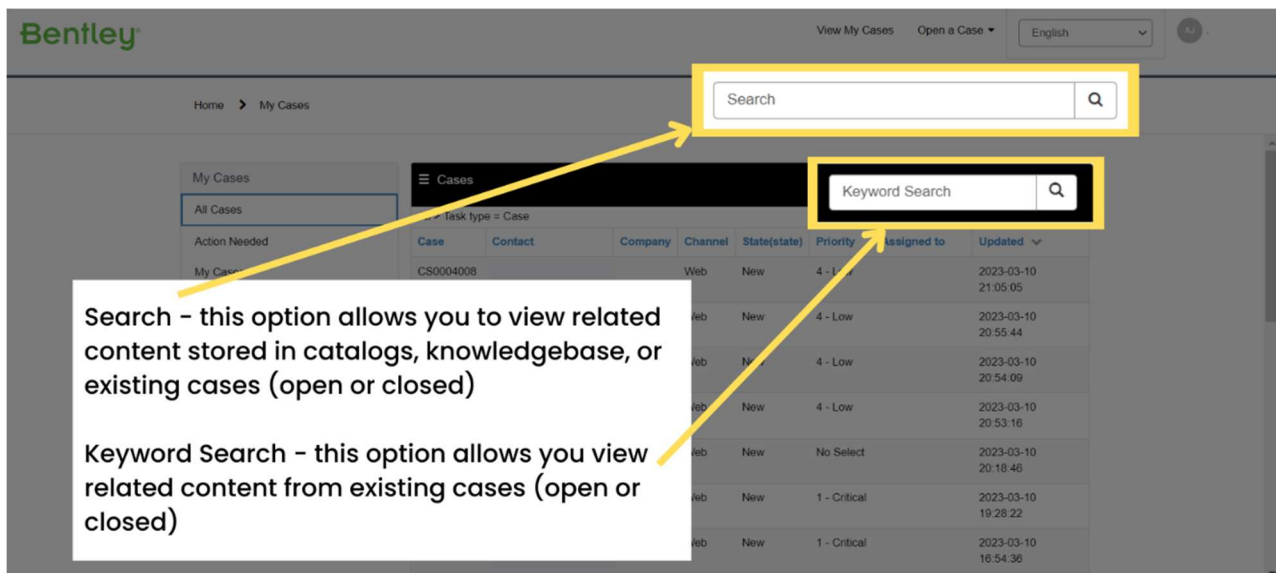 Bentley
View My Cases Open a Case English AJ
Search
Home > My Cases
My Cases
Cases
Keyword Search
All Cases
> Task type = Case
Action Needed
Case Contact Company Channel State(state) Priority Assigned to Updated
My Cases
CS0004008 Web New 4 - Low 2023-03-10
21:05:05
Web New 4 - Low 2023-03-10
20:55:44
Web New 4 - Low 2023-03-10
20:54:09
Web New 4 - Low 2023-03-10
20:53:16
Web New No Select 2023-03-10
20:18:46
Web New 1 - Critical 2023-03-10
19:28:22
Web New 1 - Critical 2023-03-10
16:54:36
Search - this option allows you to view related
content stored in catalogs, knowledgebase, or
existing cases (open or closed)
Keyword Search - this option allows you view
related content from existing cases (open or
closed)